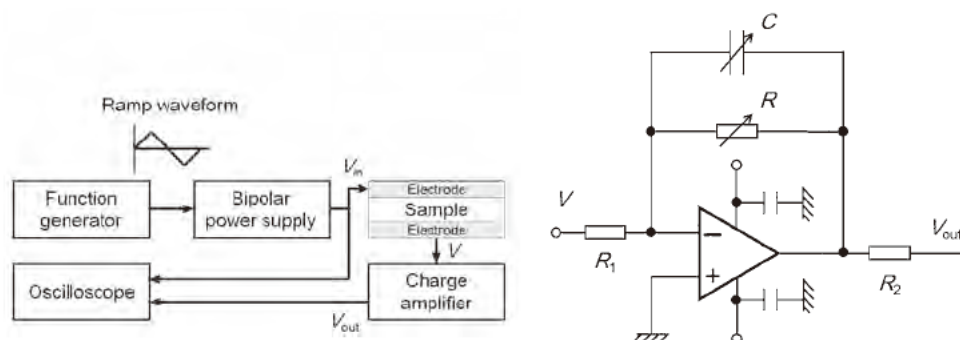 Ramp waveform
V_in
Function
generator
Bipolar
power supply
Electrode
Sample
Electrode
V
Oscilloscope
Charge
amplifier
V_out
C
R
V
R_1
−
+
R_2
V_out